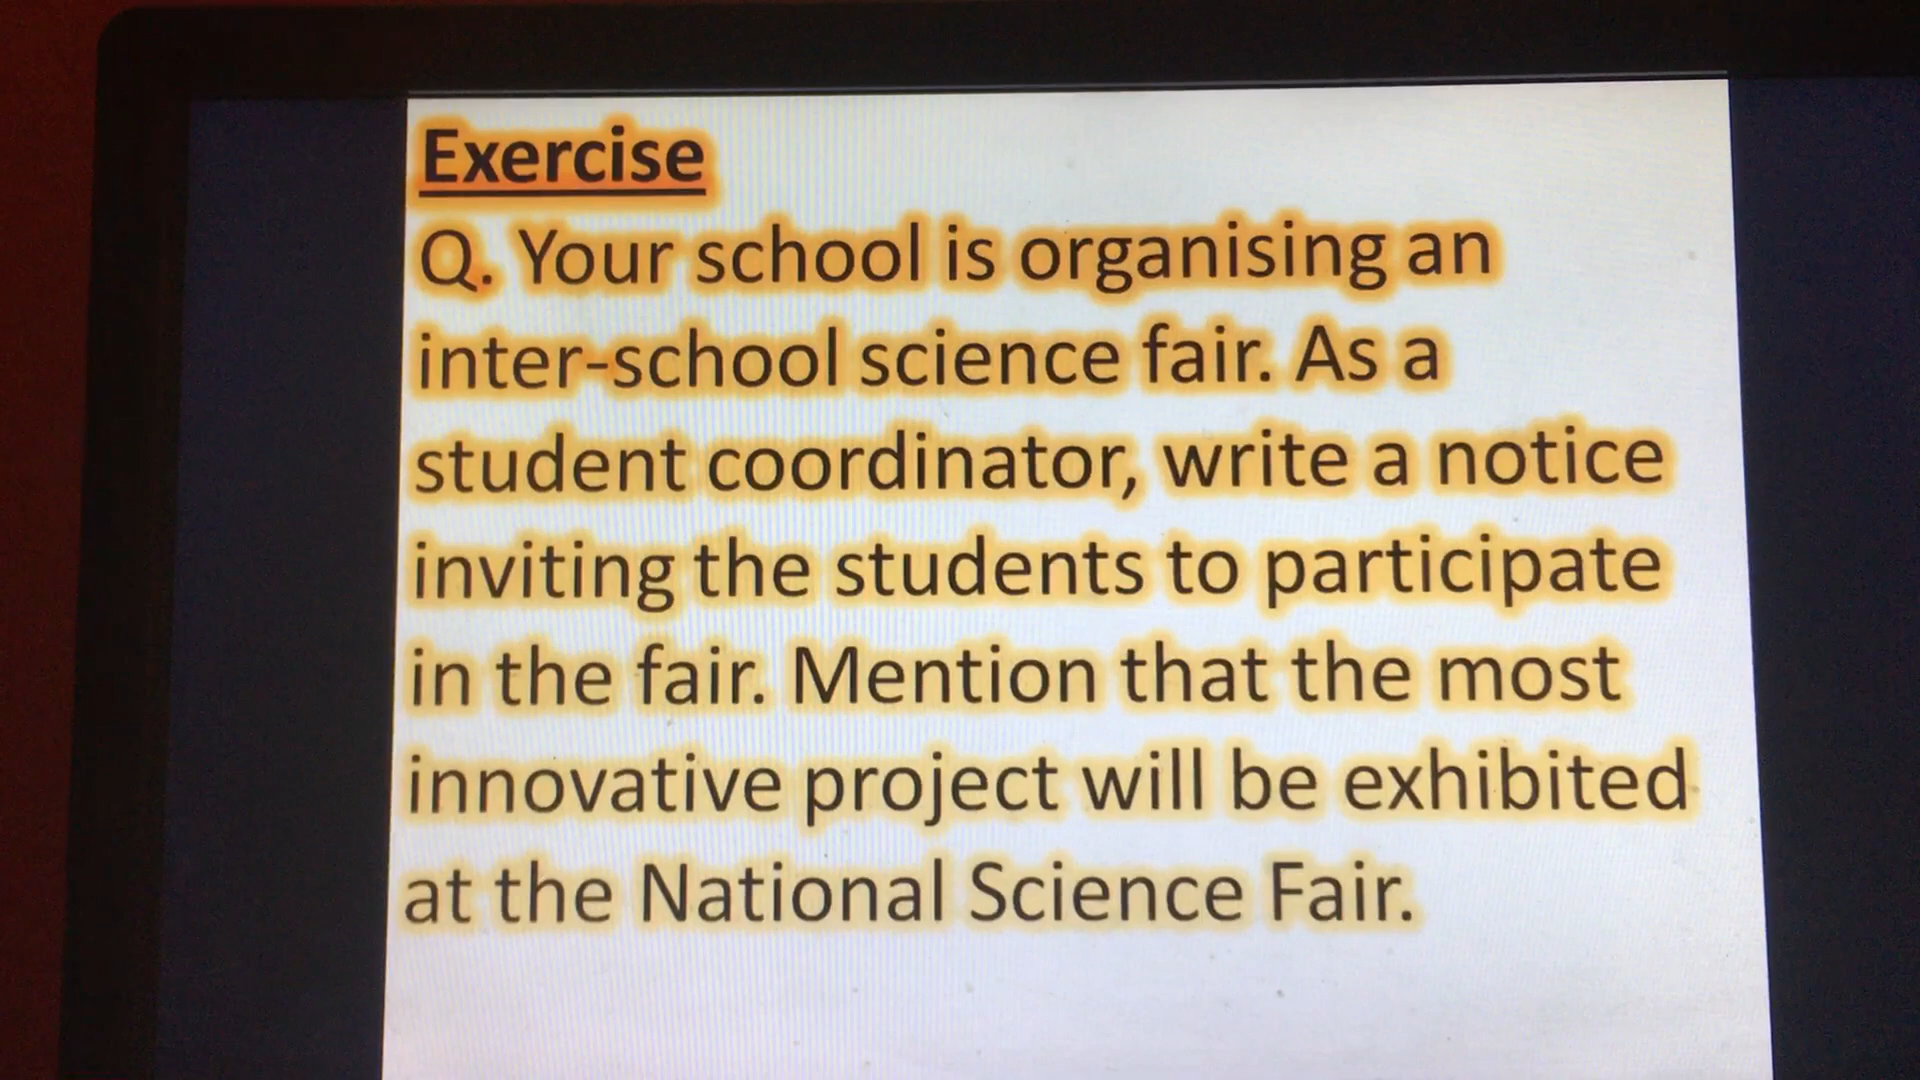 Exercise
Q. Your school is organising an
inter-school science fair. As a
student coordinator, write a notice
inviting the students to participate
in the fair. Mention that the most
innovative project will be exhibited
at the National Science Fair.